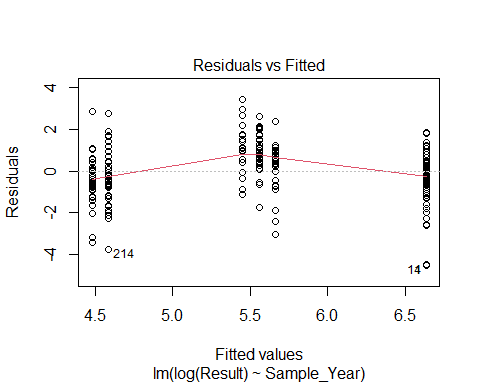 Residuals vs Fitted
Residuals
4
2
0
-2
-4
214
14
4.5 5.0 5.5 6.0 6.5
Fitted values
lm(log(Result) ~ Sample_Year)